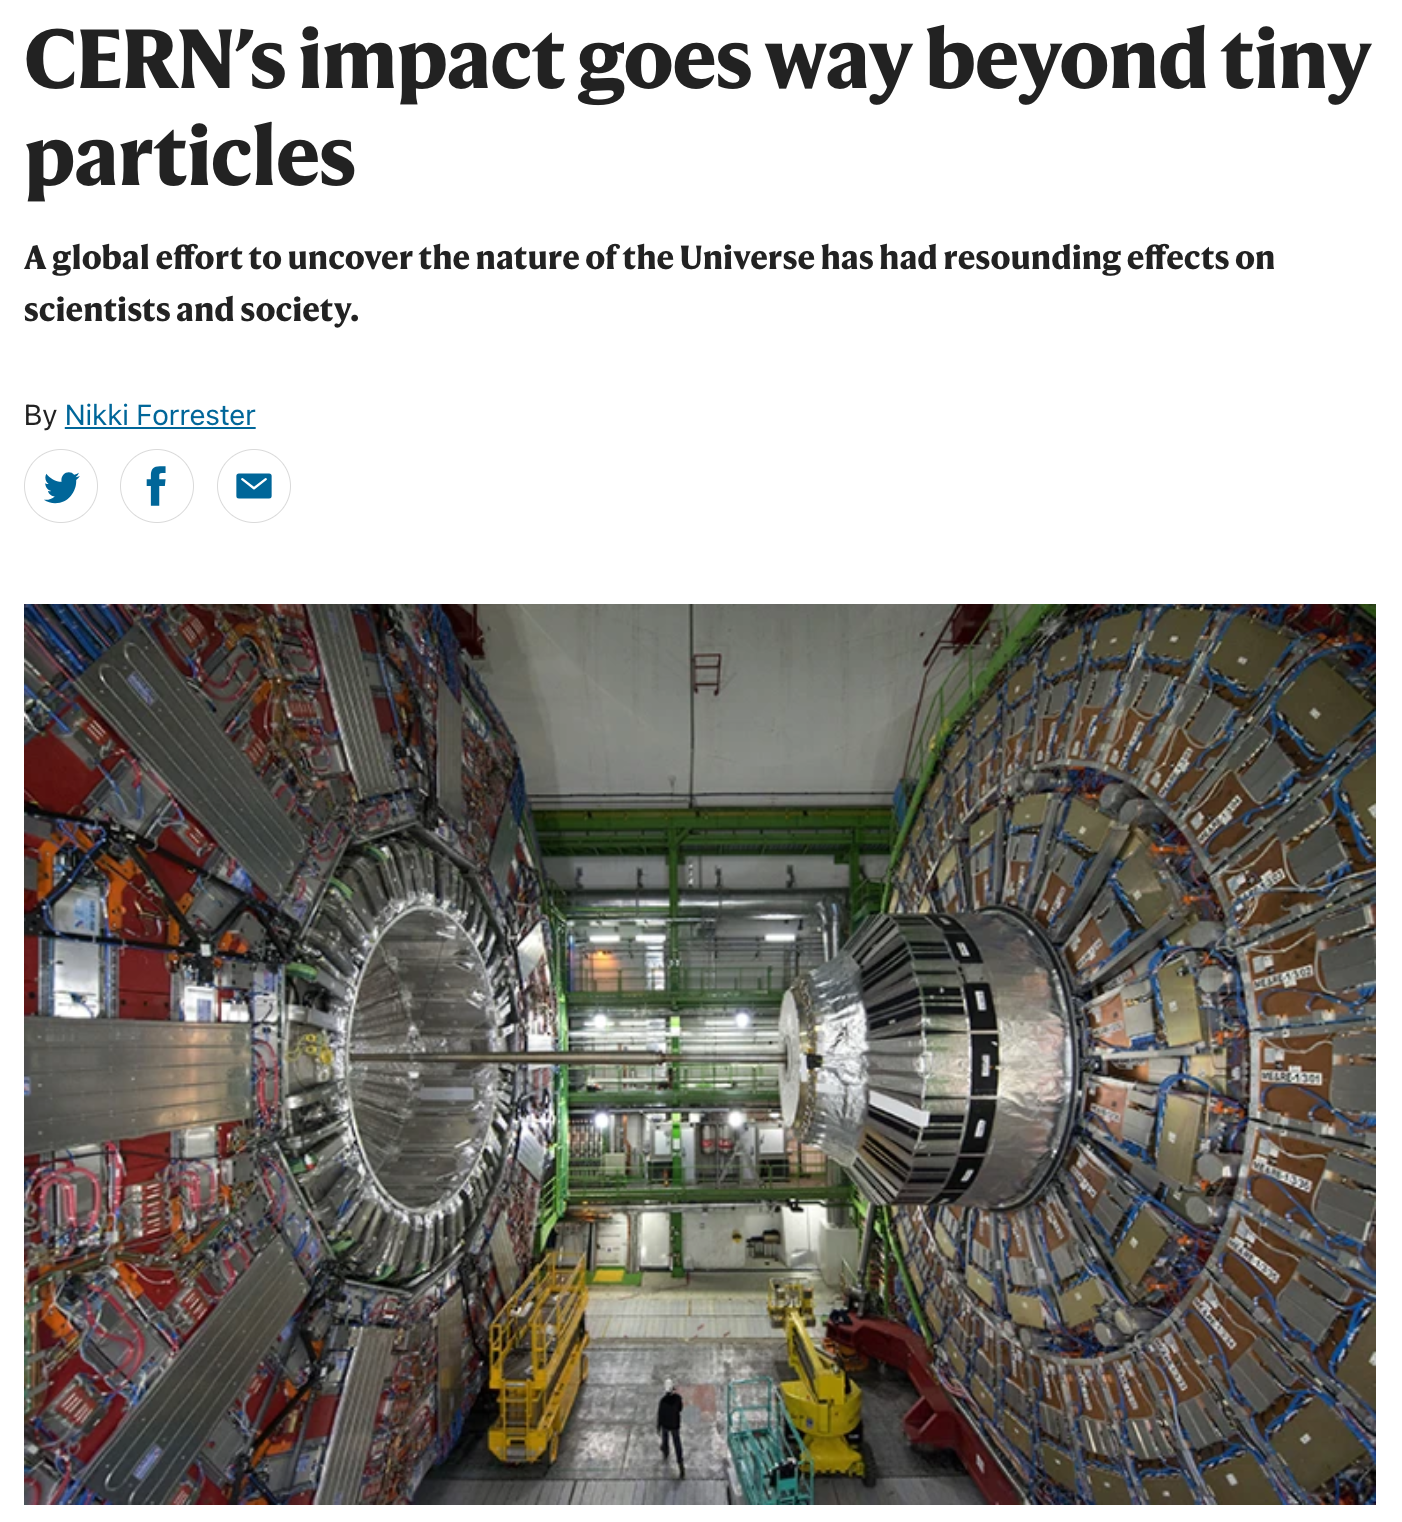 CERN’s impact goes way beyond tiny
particles
A global effort to uncover the nature of the Universe has had resounding effects on
scientists and society.
By Nikki Forrester